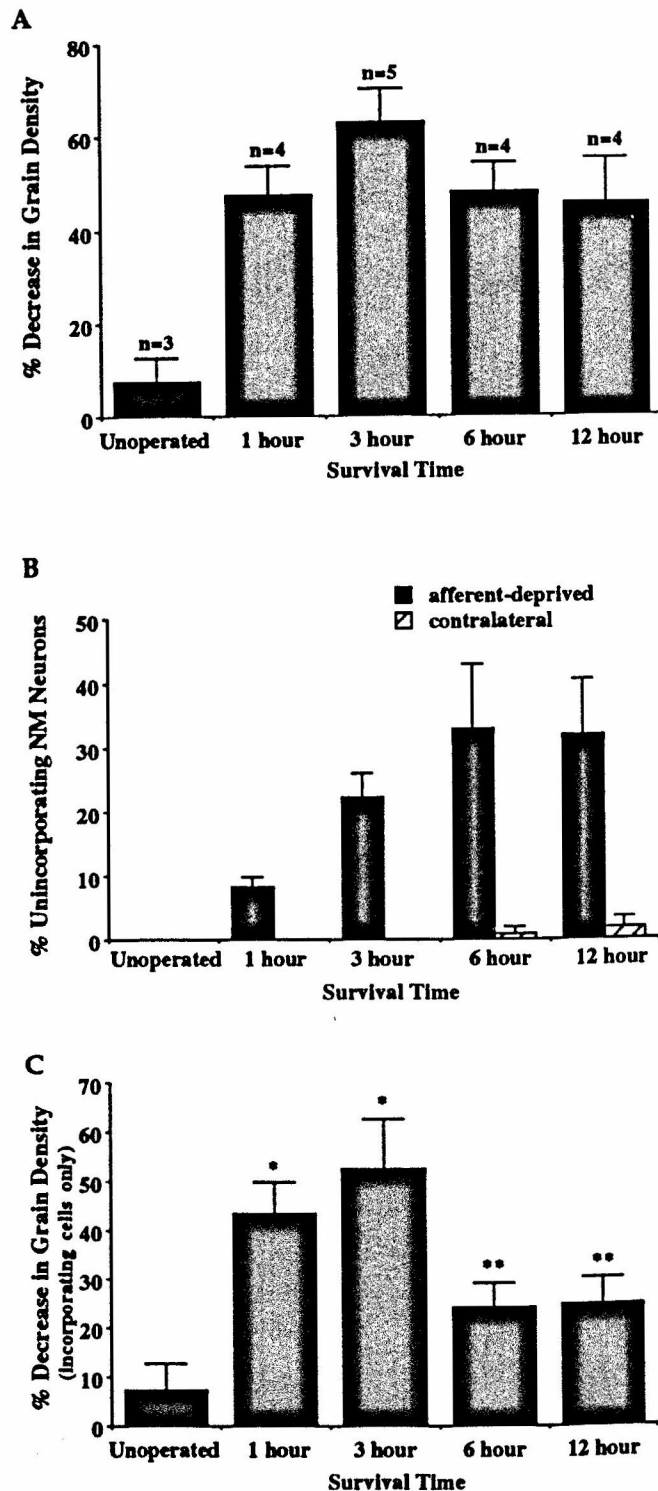 A
% Decrease in Grain Density
80
60
40
20
0
n=3
n=4
n=5
n=4
n=4
Unoperated 1 hour 3 hour 6 hour 12 hour
Survival Time
B
afferent-deprived
contralateral
% Unincorporating NM Neurons
50
40
30
20
10
0
Unoperated 1 hour 3 hour 6 hour 12 hour
Survival Time
C
% Decrease in Grain Density
(incorporating cells only)
70
60
50
40
30
20
10
0
*
*
**
**
Unoperated 1 hour 3 hour 6 hour 12 hour
Survival Time